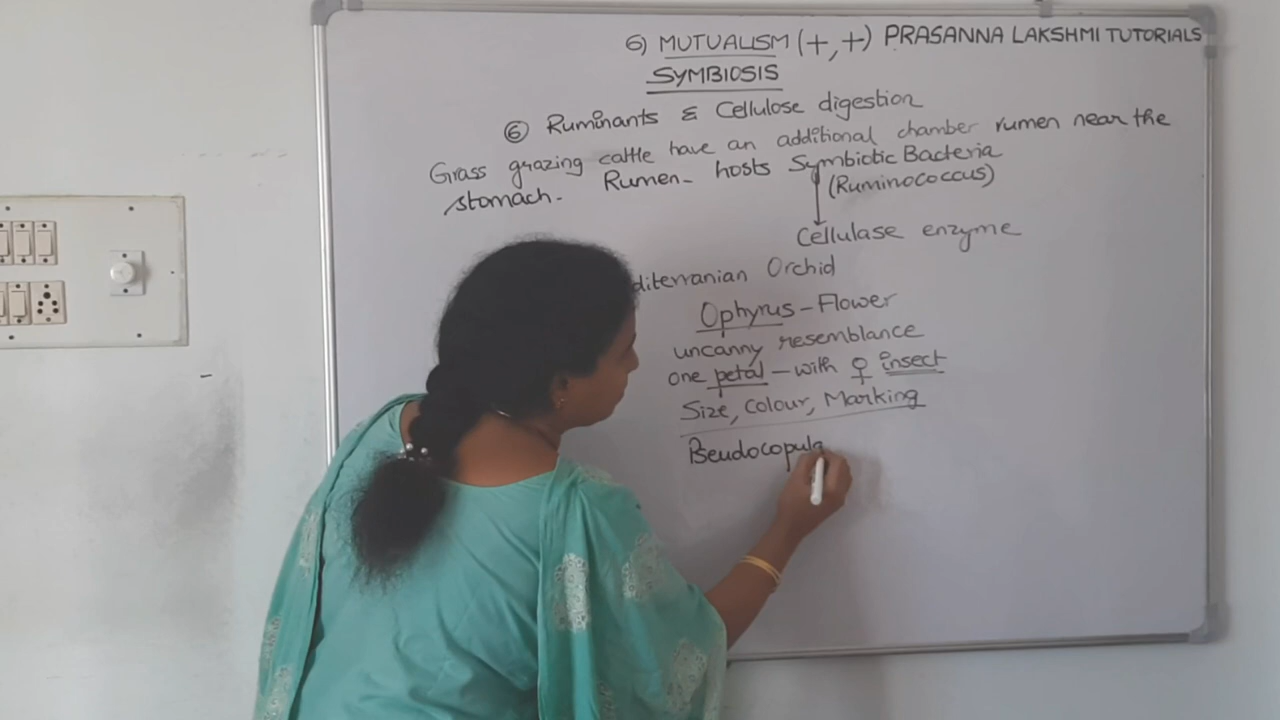 6) MUTUALISM (+,+) PRASANNA LAKSHMI TUTORIALS
SYMBIOSIS
⑥ Ruminants & Cellulose digestion
Grass grazing cattle have an additional chamber rumen near the
stomach. Rumen - hosts Symbiotic Bacteria
(Ruminococcus)
Cellulase enzyme
diterranian Orchid
Ophyrus - Flower
uncanny resemblance
one petal - with ♀ insect
Size, Colour, Marking
Pseudocopula